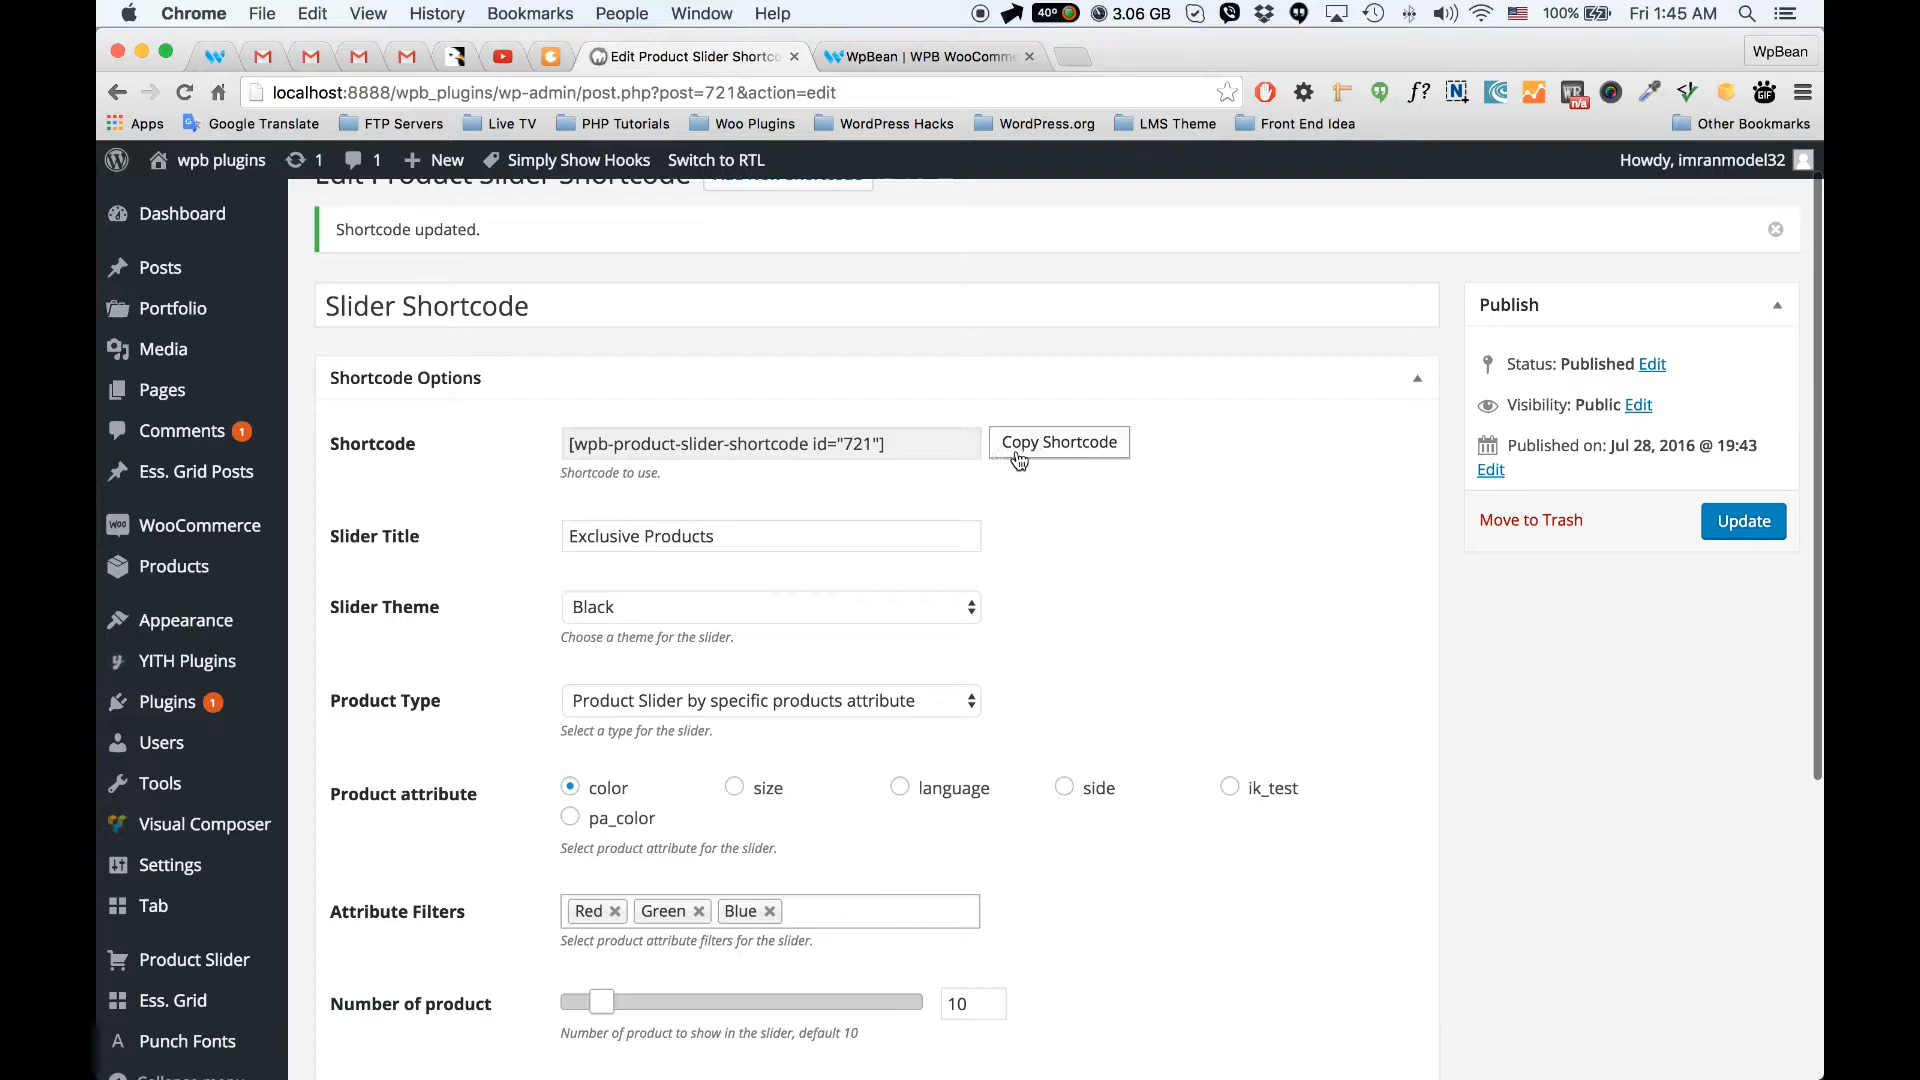 Chrome File Edit View History Bookmarks People Window Help 40° 3.06 GB 100% Fri 1:45 AM
Edit Product Slider Shortco WpBean | WPB WooComme WpBean
localhost:8888/wpb_plugins/wp-admin/post.php?post=721&action=edit
Apps Google Translate FTP Servers Live TV PHP Tutorials Woo Plugins WordPress Hacks WordPress.org LMS Theme Front End Idea Other Bookmarks
wpb plugins 1 1 New Simply Show Hooks Switch to RTL Howdy, imranmodel32
Edit Product Slider Shortcode Add New Shortcode
Dashboard
Posts
Portfolio
Media
Pages
Comments 1
Ess. Grid Posts
WooCommerce
Products
Appearance
YITH Plugins
Plugins 1
Users
Tools
Visual Composer
Settings
Tab
Product Slider
Ess. Grid
Punch Fonts
Collapse menu
Shortcode updated.
Slider Shortcode
Shortcode Options
Shortcode [wpb-product-slider-shortcode id="721"] Copy Shortcode
Shortcode to use.
Slider Title Exclusive Products
Slider Theme Black
Choose a theme for the slider.
Product Type Product Slider by specific products attribute
Select a type for the slider.
Product attribute color size language side ik_test
pa_color
Select product attribute for the slider.
Attribute Filters Red Green Blue
Select product attribute filters for the slider.
Number of product 10
Number of product to show in the slider, default 10
Publish
Status: Published Edit
Visibility: Public Edit
Published on: Jul 28, 2016 @ 19:43
Edit
Move to Trash Update